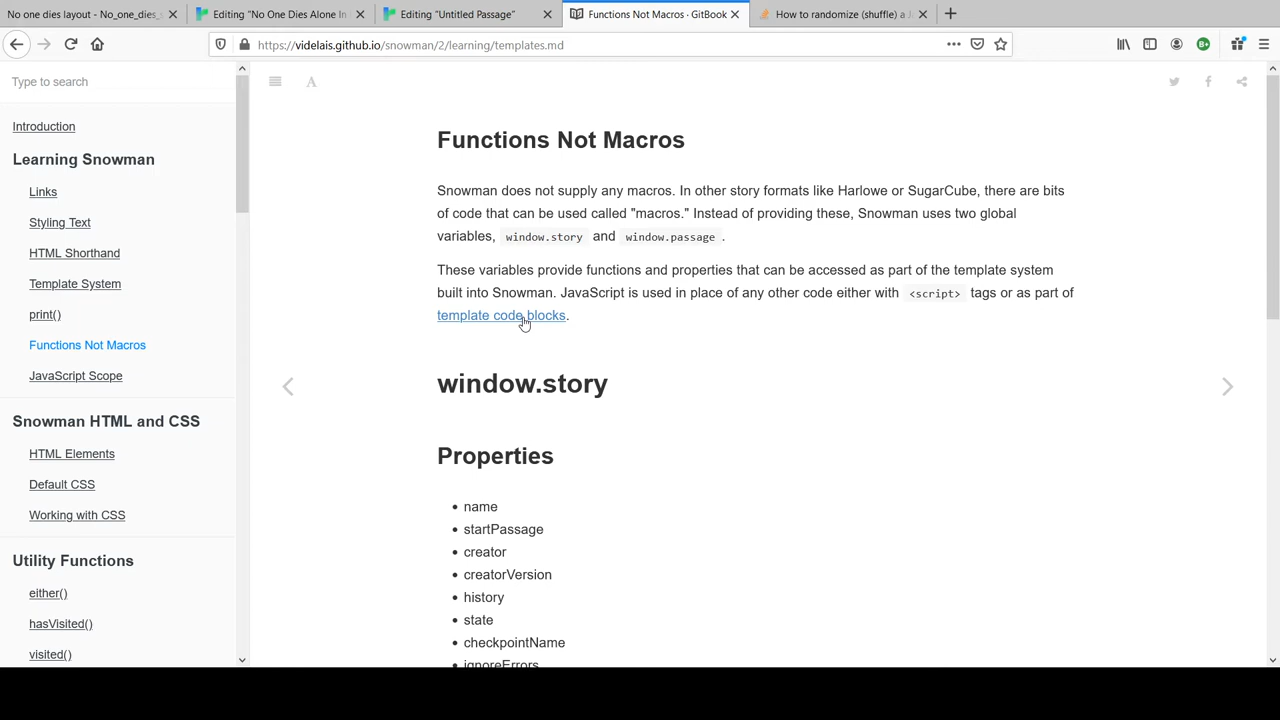 No one dies layout - No_one_dies_
Editing "No One Dies Alone In
Editing "Untitled Passage"
Functions Not Macros · GitBook
How to randomize (shuffle) a J
https://videlais.github.io/snowman/2/learning/templates.md
Type to search
A
Introduction
Learning Snowman
Links
Styling Text
HTML Shorthand
Template System
print()
Functions Not Macros
JavaScript Scope
Snowman HTML and CSS
HTML Elements
Default CSS
Working with CSS
Utility Functions
either()
hasVisited()
visited()
Functions Not Macros
Snowman does not supply any macros. In other story formats like Harlowe or SugarCube, there are bits
of code that can be used called "macros." Instead of providing these, Snowman uses two global
variables, window.story and window.passage .
These variables provide functions and properties that can be accessed as part of the template system
built into Snowman. JavaScript is used in place of any other code either with <script> tags or as part of
template code blocks.
window.story
Properties
• name
• startPassage
• creator
• creatorVersion
• history
• state
• checkpointName
• ignoreErrors